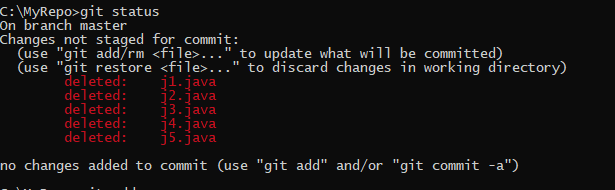 C:\MyRepo>git status
On branch master
Changes not staged for commit:
  (use "git add/rm <file>..." to update what will be committed)
  (use "git restore <file>..." to discard changes in working directory)
        deleted:    j1.java
        deleted:    j2.java
        deleted:    j3.java
        deleted:    j4.java
        deleted:    j5.java
no changes added to commit (use "git add" and/or "git commit -a")